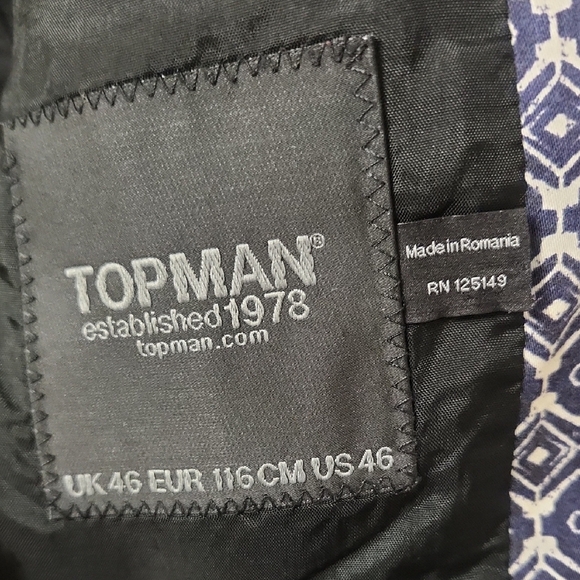 TOPMAN®
established 1978
topman.com
UK 46 EUR 116 CM US 46
Made in Romania
RN 125149